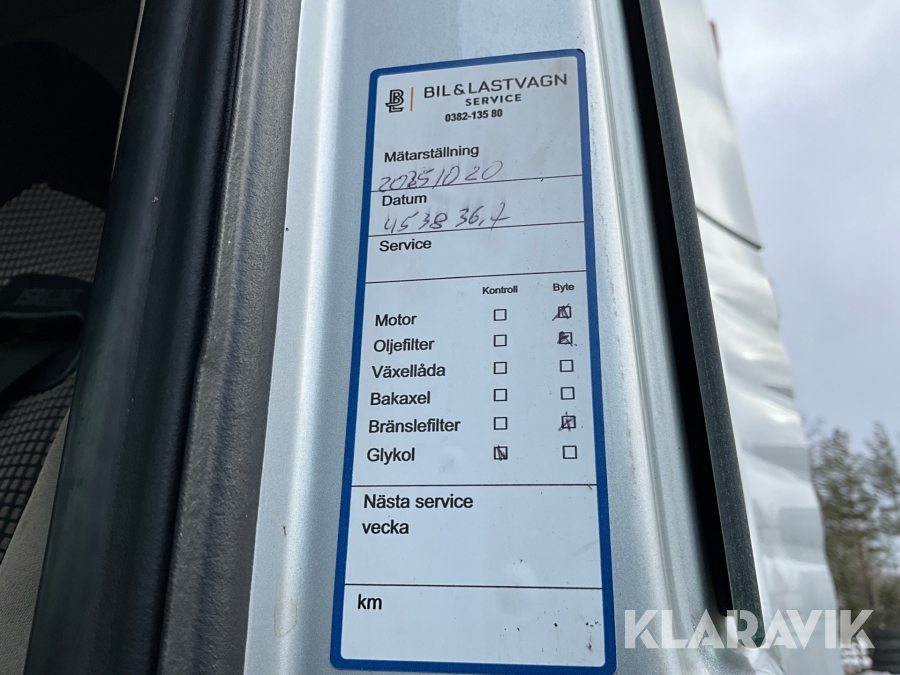 BIL & LASTVAGN
SERVICE
0382-135 80
Mätarställning
20251020
Datum
453836,7
Service
Kontroll Byte
Motor
Oljefilter
Växellåda
Bakaxel
Bränslefilter
Glykol
Nästa service
vecka
km
KLARAVIK